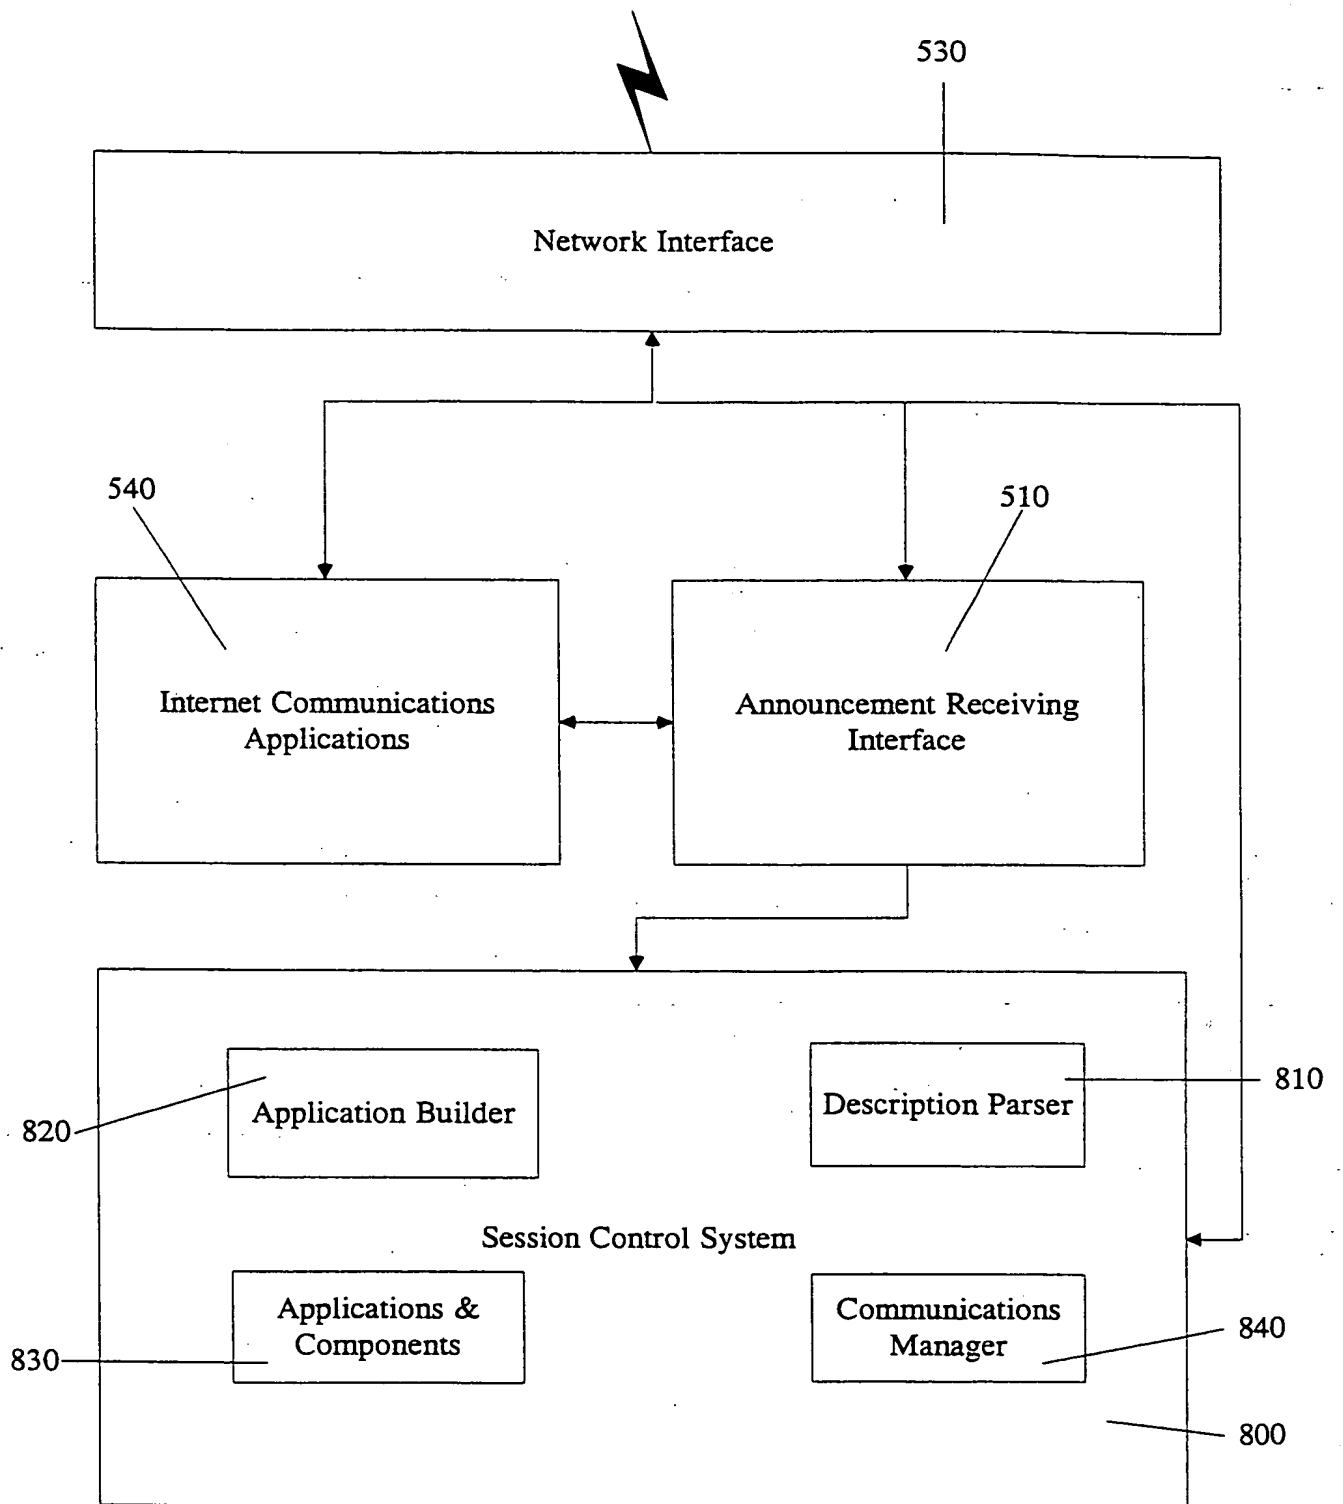 530
Network Interface
540
510
Internet Communications
Applications
Announcement Receiving
Interface
820
Application Builder
Description Parser
810
Session Control System
830
Applications &
Components
Communications
Manager
840
800